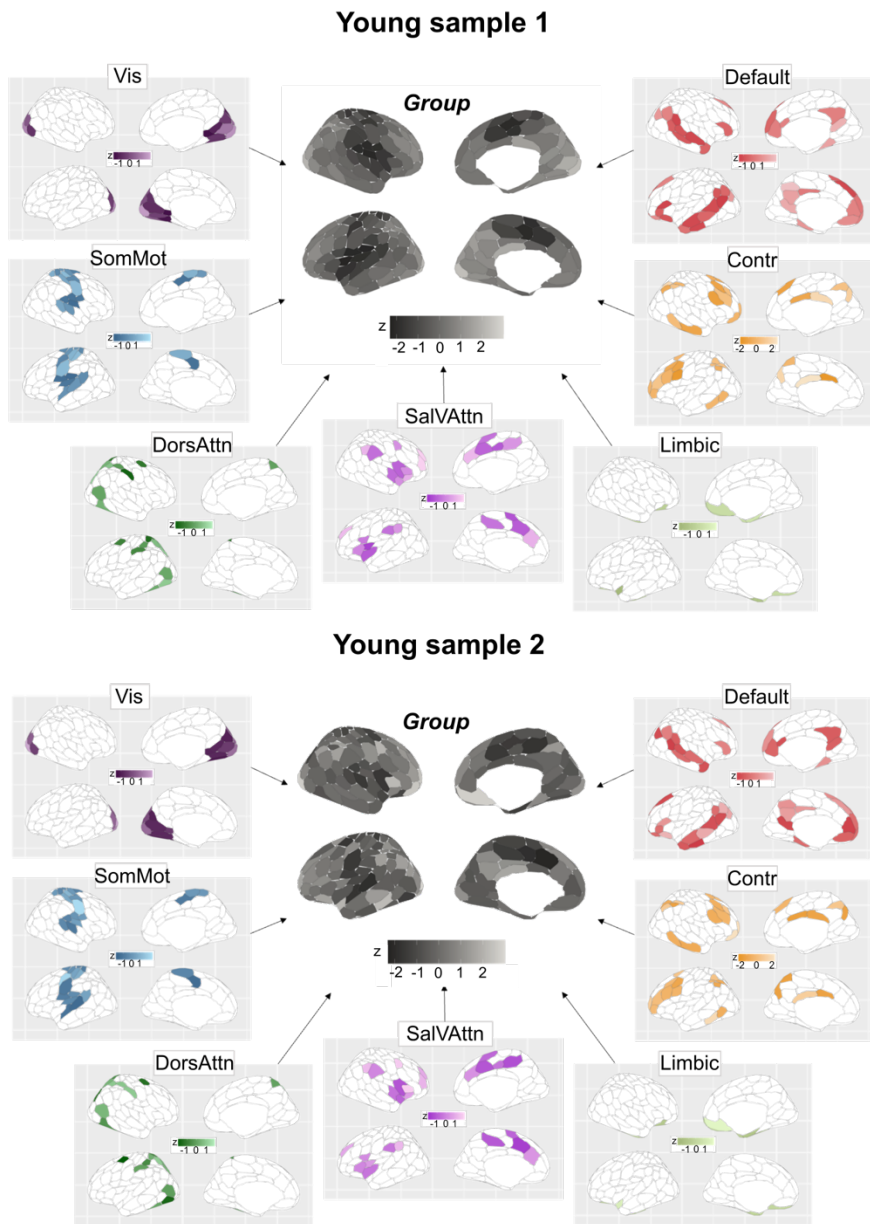 Young sample 1
Vis
Default
Group
z
-1 0 1
z
-1 0 1
SomMot
Contr
z
-1 0 1
z
-2 -1 0 1 2
z
-2 0 2
SalVAttn
DorsAttn
Limbic
z
-1 0 1
z
-1 0 1
z
-1 0 1
Young sample 2
Vis
Default
Group
z
-1 0 1
z
-1 0 1
SomMot
Contr
z
-1 0 1
z
-2 -1 0 1 2
z
-2 0 2
SalVAttn
DorsAttn
Limbic
z
-1 0 1
z
-1 0 1
z
-1 0 1